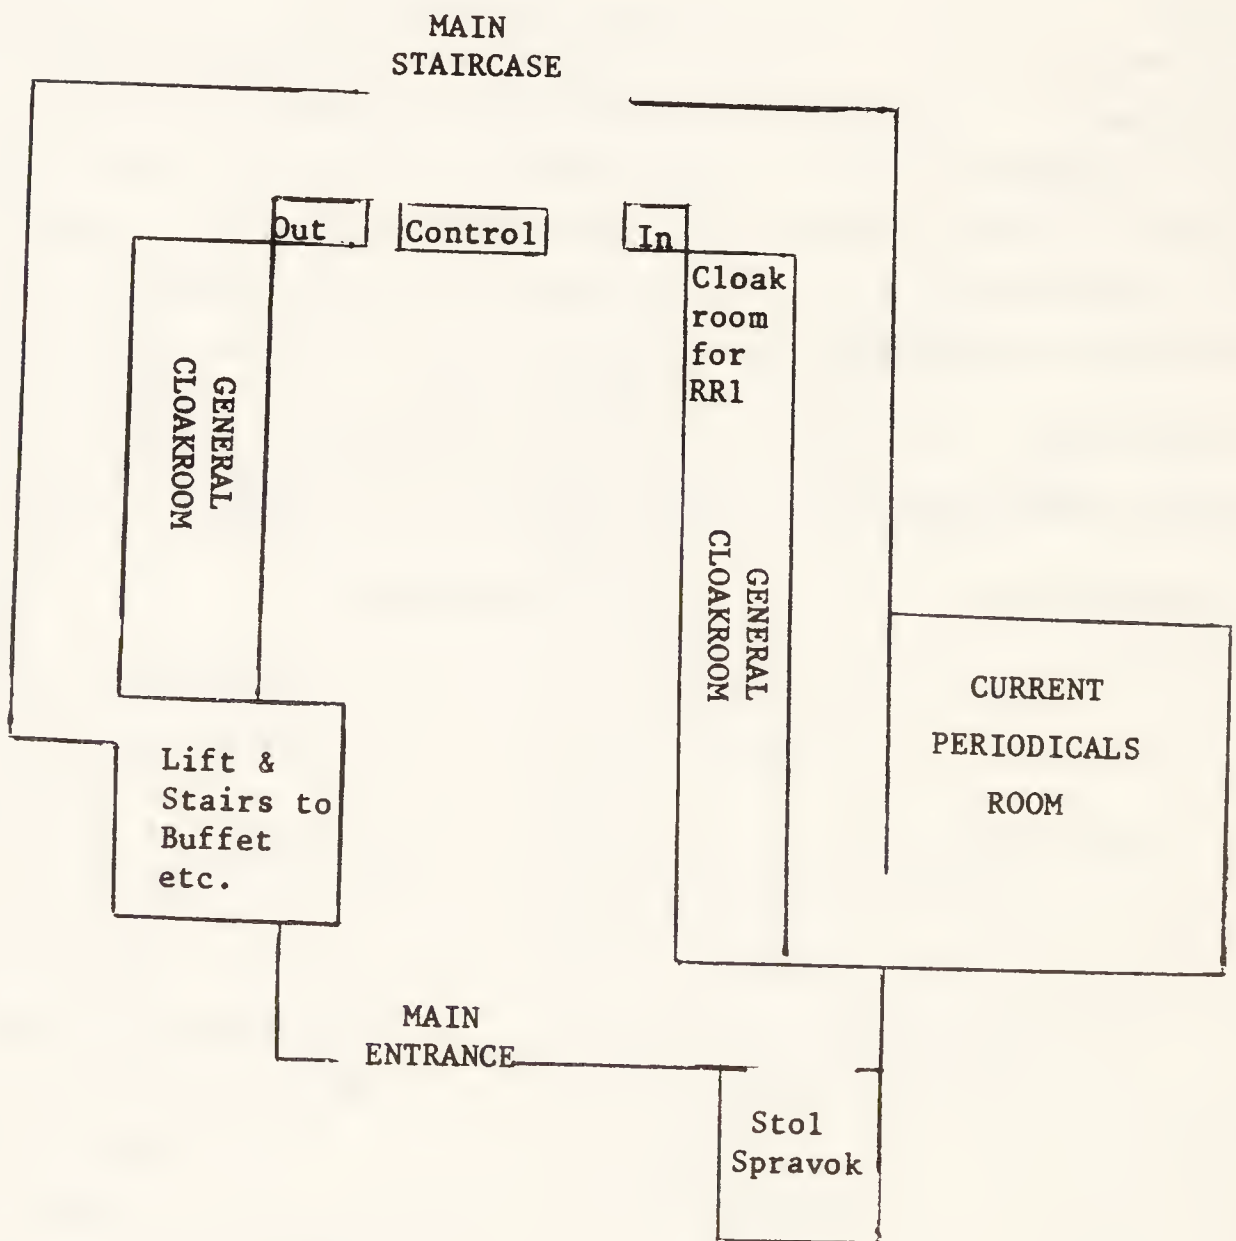 MAIN
STAIRCASE
Out
Control
In
Cloak
room
for
RR1
GENERAL
CLOAKROOM
GENERAL
CLOAKROOM
CURRENT
PERIODICALS
ROOM
Lift &
Stairs to
Buffet
etc.
MAIN
ENTRANCE
Stol
Spravok